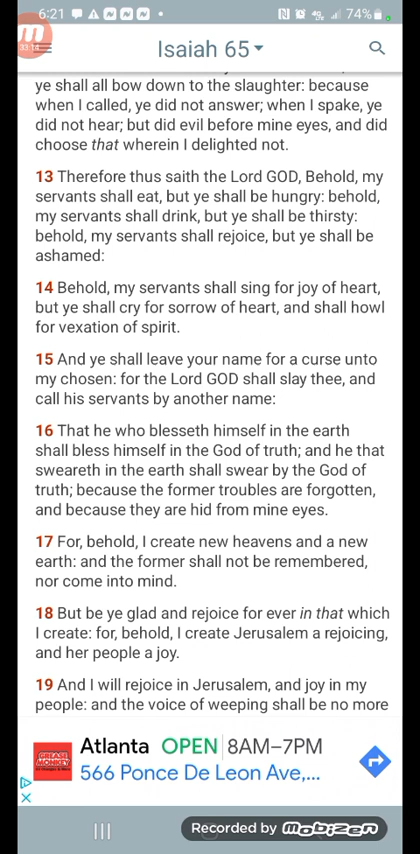 6:21 74%
33:14
Isaiah 65
ye shall all bow down to the slaughter: because
when I called, ye did not answer; when I spake, ye
did not hear; but did evil before mine eyes, and did
choose that wherein I delighted not.
13 Therefore thus saith the Lord GOD, Behold, my
servants shall eat, but ye shall be hungry: behold,
my servants shall drink, but ye shall be thirsty:
behold, my servants shall rejoice, but ye shall be
ashamed:
14 Behold, my servants shall sing for joy of heart,
but ye shall cry for sorrow of heart, and shall howl
for vexation of spirit.
15 And ye shall leave your name for a curse unto
my chosen: for the Lord GOD shall slay thee, and
call his servants by another name:
16 That he who blesseth himself in the earth
shall bless himself in the God of truth; and he that
sweareth in the earth shall swear by the God of
truth; because the former troubles are forgotten,
and because they are hid from mine eyes.
17 For, behold, I create new heavens and a new
earth: and the former shall not be remembered,
nor come into mind.
18 But be ye glad and rejoice for ever in that which
I create: for, behold, I create Jerusalem a rejoicing,
and her people a joy.
19 And I will rejoice in Jerusalem, and joy in my
people: and the voice of weeping shall be no more
GREASE
MONKEY
Atlanta OPEN 8AM–7PM
566 Ponce De Leon Ave,...
Recorded by mobizen